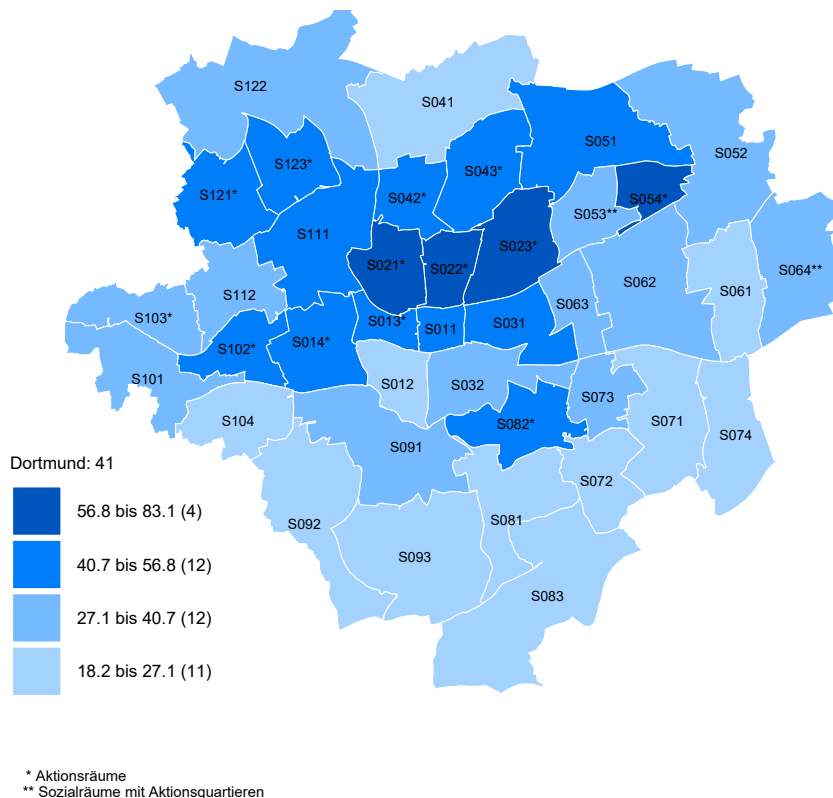 S122
S041
S051
S052
S123*
S043*
S121*
S042*
S054*
S053**
S111
S023*
S021*
S022*
S064**
S062
S061
S112
S063
S103*
S013*
S011
S031
S014*
S102*
S101
S012
S032
S073
S104
S082*
S071
S074
S091
S072
Dortmund: 41
56.8 bis 83.1 (4)
S092
S081
40.7 bis 56.8 (12)
S093
S083
27.1 bis 40.7 (12)
18.2 bis 27.1 (11)
* Aktionsräume
** Sozialräume mit Aktionsquartieren